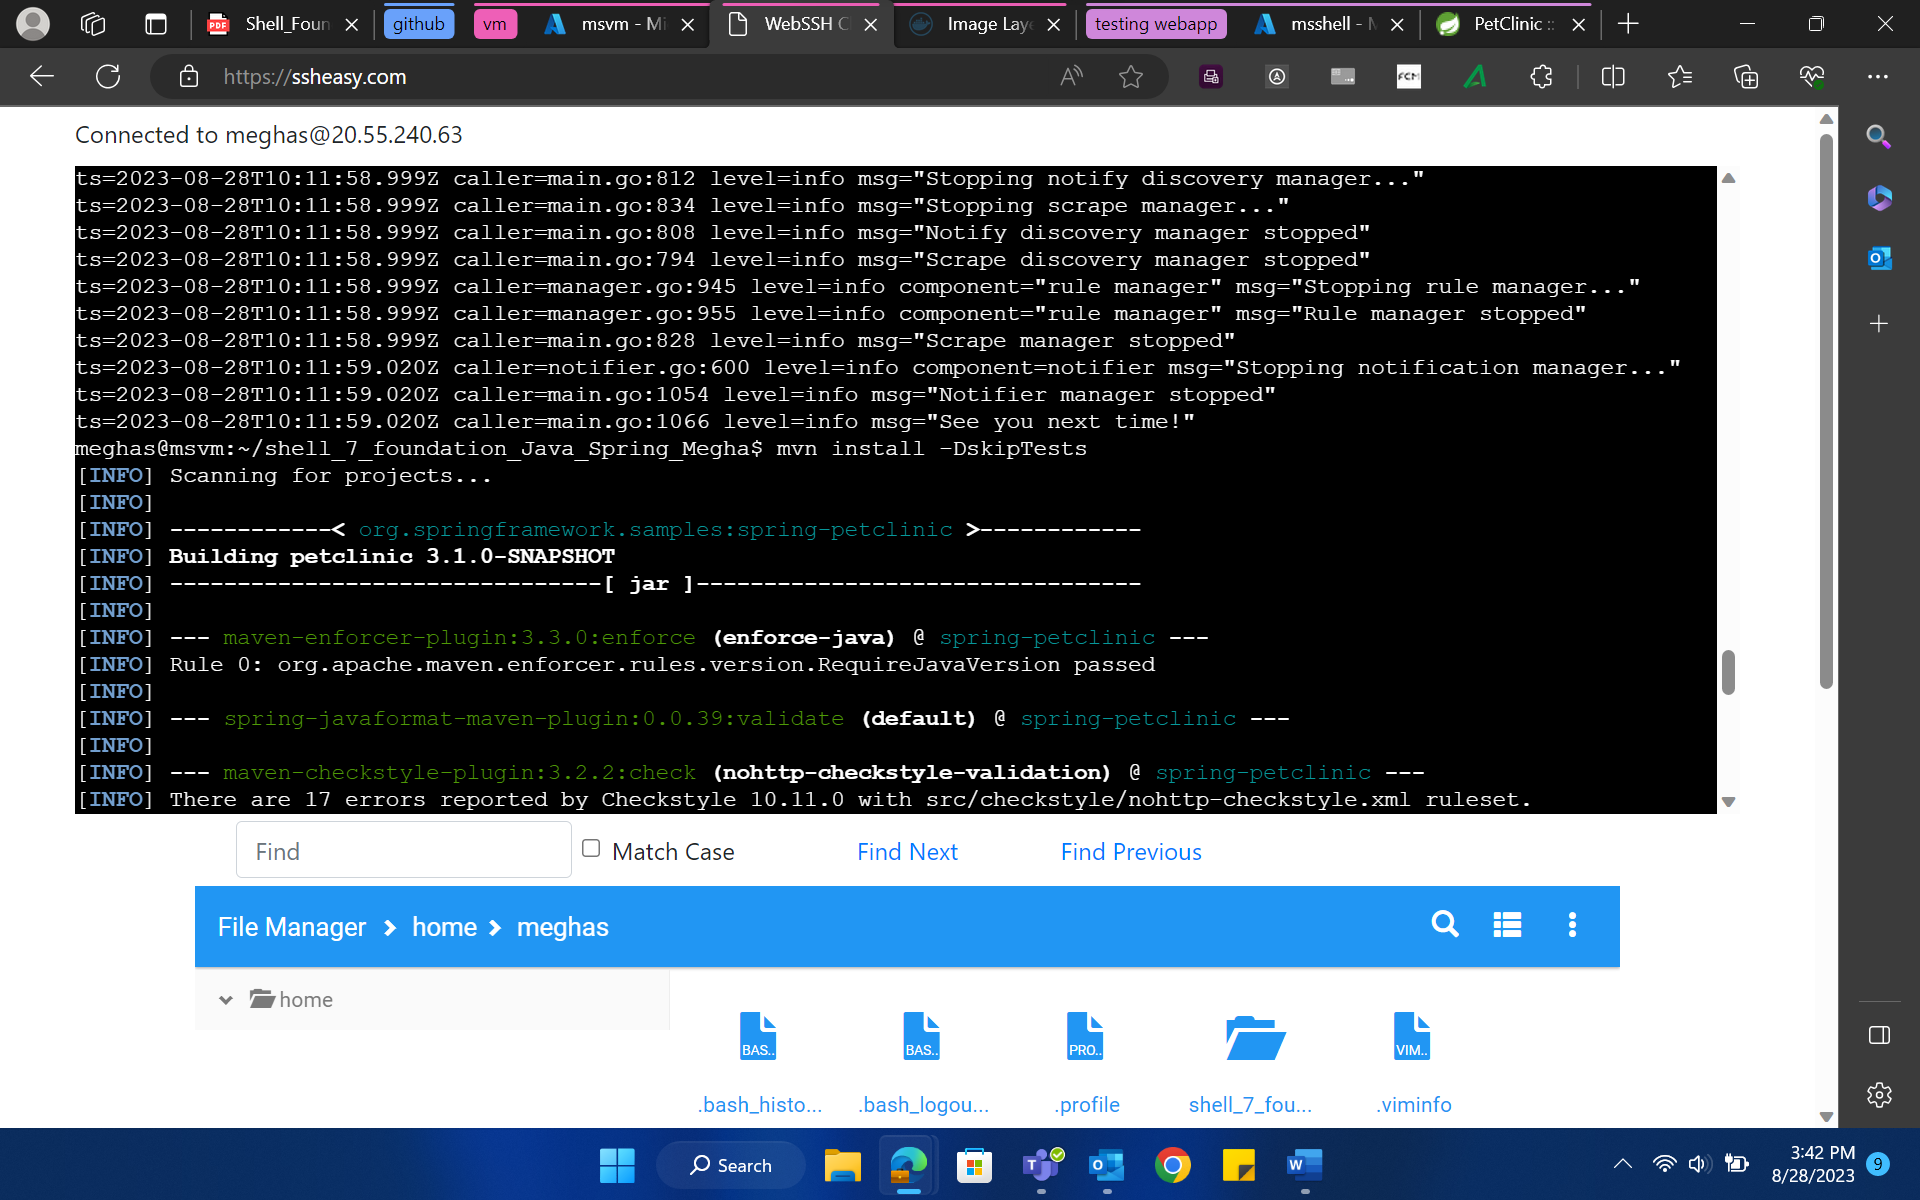 Shell_Foun
github
vm
msvm - Mi
WebSSH C
Image Laye
testing webapp
msshell - M
PetClinic ::
https://ssheasy.com
Connected to meghas@20.55.240.63
ts=2023-08-28T10:11:58.999Z caller=main.go:812 level=info msg="Stopping notify discovery manager..."
ts=2023-08-28T10:11:58.999Z caller=main.go:834 level=info msg="Stopping scrape manager..."
ts=2023-08-28T10:11:58.999Z caller=main.go:808 level=info msg="Notify discovery manager stopped"
ts=2023-08-28T10:11:58.999Z caller=main.go:794 level=info msg="Scrape discovery manager stopped"
ts=2023-08-28T10:11:58.999Z caller=manager.go:945 level=info component="rule manager" msg="Stopping rule manager..."
ts=2023-08-28T10:11:58.999Z caller=manager.go:955 level=info component="rule manager" msg="Rule manager stopped"
ts=2023-08-28T10:11:58.999Z caller=main.go:828 level=info msg="Scrape manager stopped"
ts=2023-08-28T10:11:59.020Z caller=notifier.go:600 level=info component=notifier msg="Stopping notification manager..."
ts=2023-08-28T10:11:59.020Z caller=main.go:1054 level=info msg="Notifier manager stopped"
ts=2023-08-28T10:11:59.020Z caller=main.go:1066 level=info msg="See you next time!"
meghas@msvm:~/shell_7_foundation_Java_Spring_Megha$ mvn install -DskipTests
[INFO] Scanning for projects...
[INFO]
[INFO] ------------< org.springframework.samples:spring-petclinic >------------
[INFO] Building petclinic 3.1.0-SNAPSHOT
[INFO] --------------------------------[ jar ]---------------------------------
[INFO]
[INFO] --- maven-enforcer-plugin:3.3.0:enforce (enforce-java) @ spring-petclinic ---
[INFO] Rule 0: org.apache.maven.enforcer.rules.version.RequireJavaVersion passed
[INFO]
[INFO] --- spring-javaformat-maven-plugin:0.0.39:validate (default) @ spring-petclinic ---
[INFO]
[INFO] --- maven-checkstyle-plugin:3.2.2:check (nohttp-checkstyle-validation) @ spring-petclinic ---
[INFO] There are 17 errors reported by Checkstyle 10.11.0 with src/checkstyle/nohttp-checkstyle.xml ruleset.
Find
Match Case
Find Next
Find Previous
File Manager > home > meghas
home
BAS..
BAS..
PRO..
VIM..
.bash_histo...
.bash_logou...
.profile
shell_7_fou...
.viminfo
Search
3:42 PM
8/28/2023
9